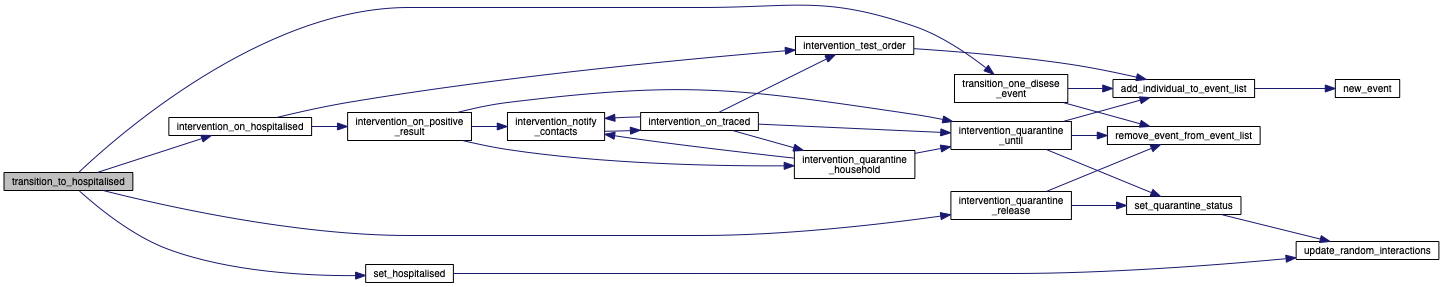 transition_to_hospitalised
intervention_on_hospitalised
intervention_on_positive
_result
intervention_notify
_contacts
intervention_on_traced
intervention_test_order
intervention_quarantine
_household
transition_one_disese
_event
intervention_quarantine
_until
intervention_quarantine
_release
add_individual_to_event_list
remove_event_from_event_list
set_quarantine_status
new_event
update_random_interactions
set_hospitalised